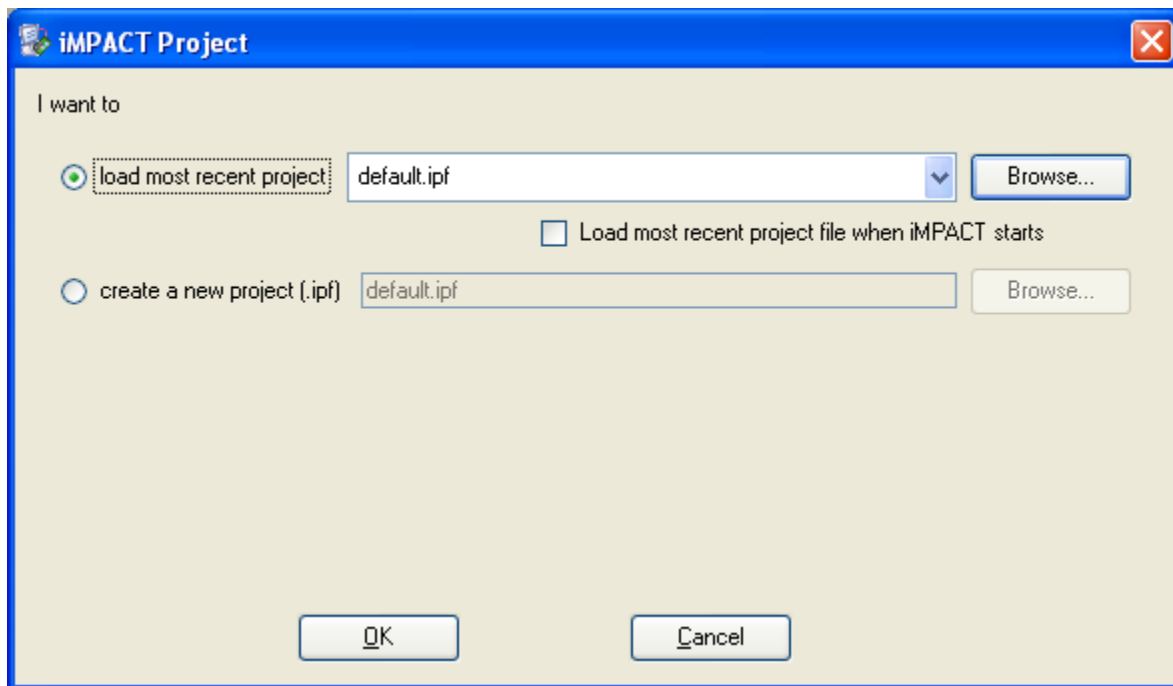 iMPACT Project
I want to
load most recent project default.ipf Browse...
Load most recent project file when iMPACT starts
create a new project (.ipf) default.ipf Browse...
OK Cancel